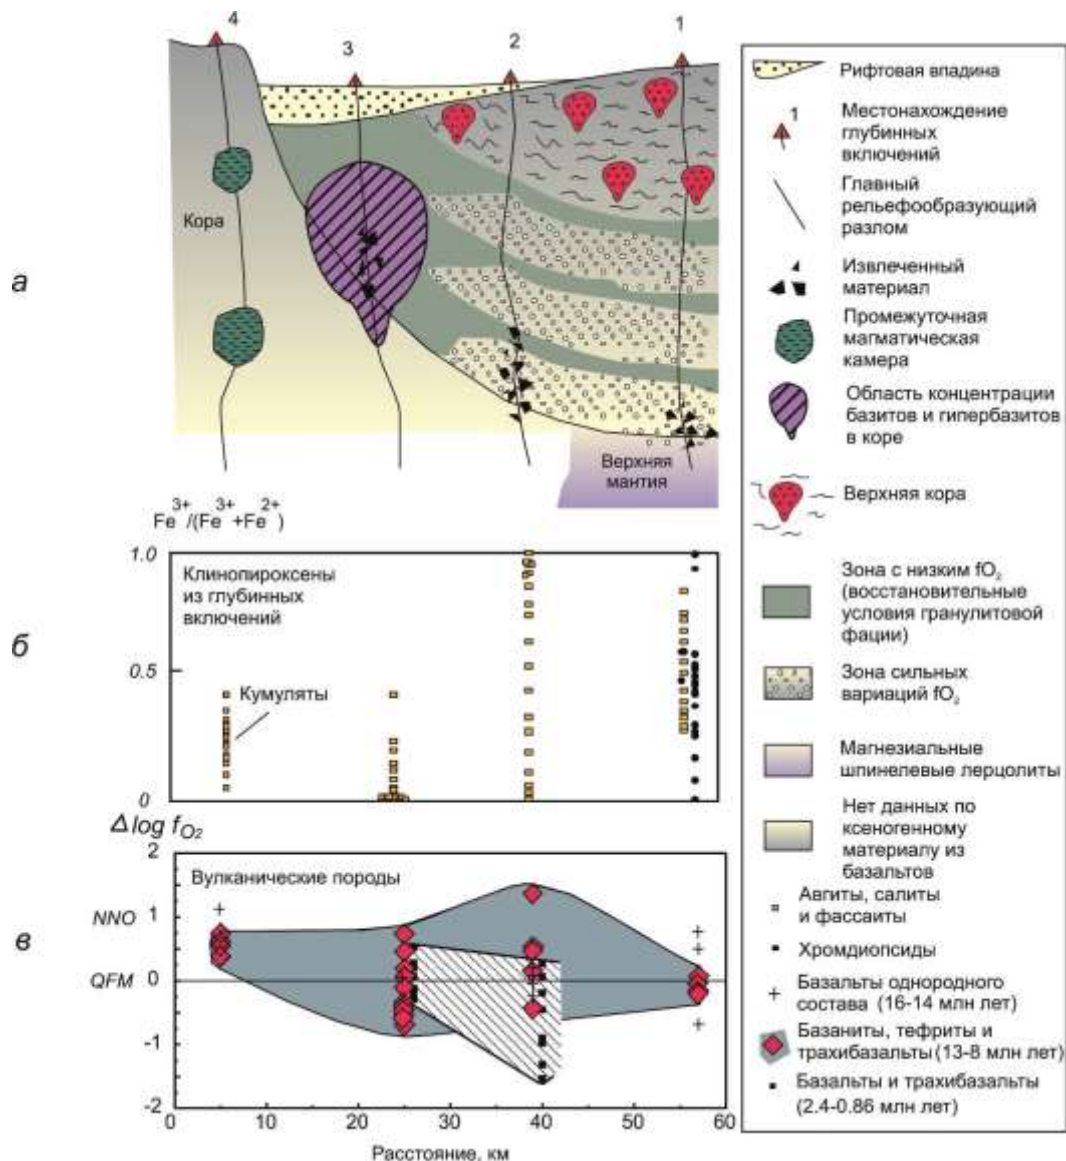 4
3
2
1
Кора
Верхняя
мантия
а
Рифтовая впадина
1
Местонахождение
глубинных
включений
Главный
рельефообразующий
разлом
Извлеченный
материал
Промежуточная
магматическая
камера
Область концентрации
базитов и гипербазитов
в коре
Верхняя кора
Зона с низким fO₂
(восстановительные
условия гранулитовой
фации)
Зона сильных
вариаций fO₂
Магнезиальные
шпинелевые лерцолиты
Нет данных по
ксеногенному
материалу из
базальтов
Авгиты, салиты
и фассаиты
Хромдиопсиды
Базальты однородного
состава (16-14 млн лет)
Базаниты, тефриты и
трахибазальты (13-8 млн лет)
Базальты и трахибазальты
(2.4-0.86 млн лет)
Fe³⁺/(Fe³⁺+Fe²⁺)
1.0
0.5
0
Клинопироксены
из глубинных
включений
Кумуляты
б
Δ log fO₂
2
NNO 1
QFM 0
-1
-2
Вулканические породы
в
0 10 20 30 40 50 60
Расстояние, км